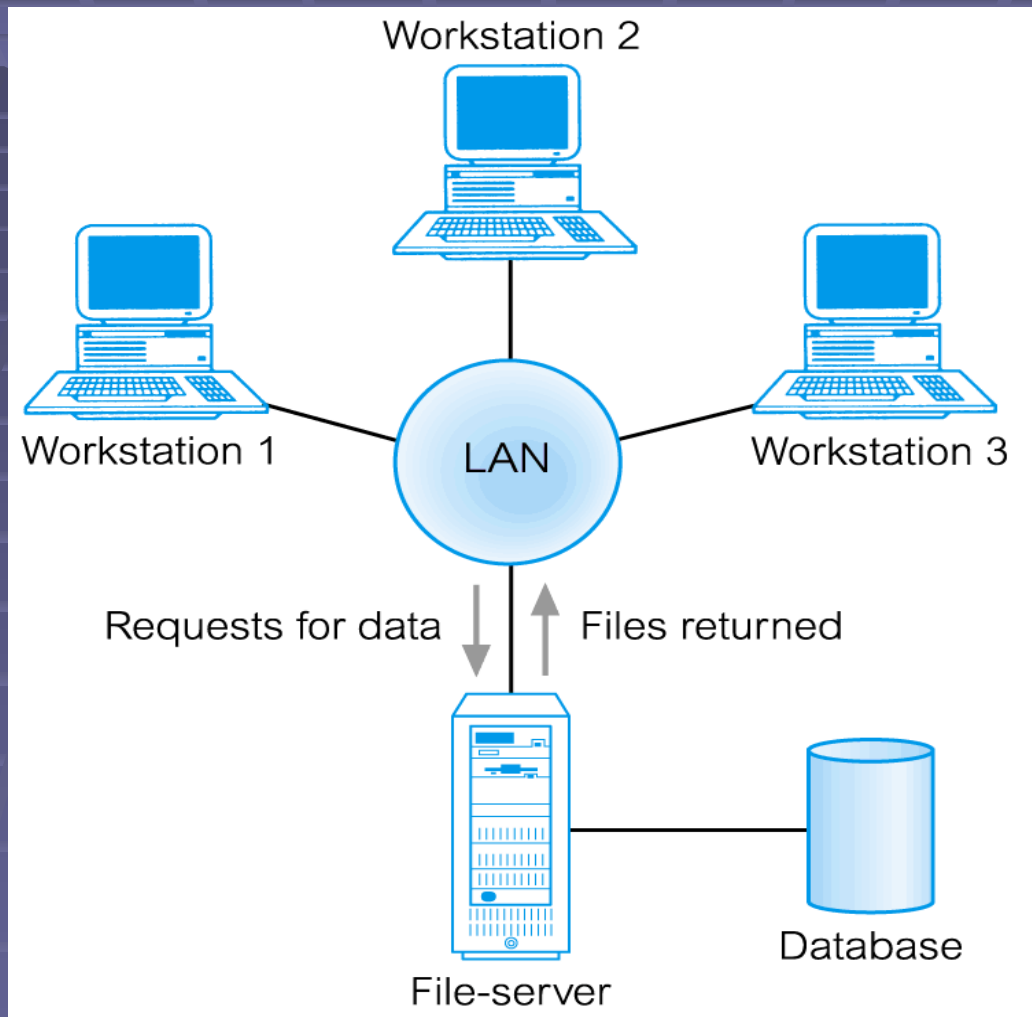 Workstation 2
Workstation 1
LAN
Workstation 3
Requests for data
Files returned
Database
File-server